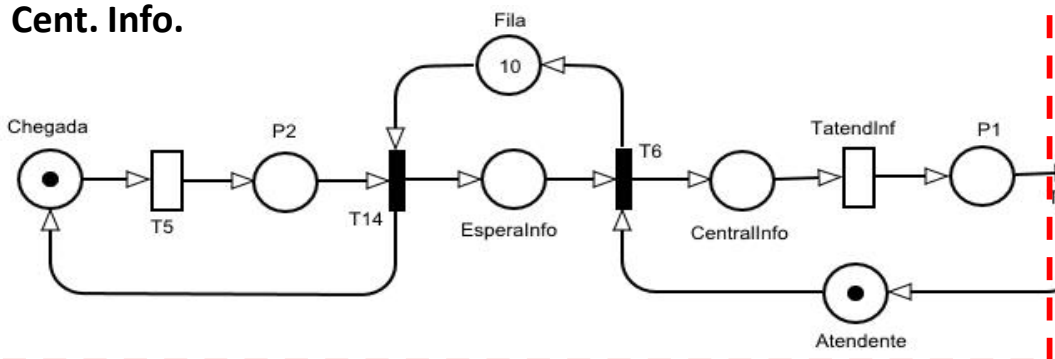 Cent. Info.
Fila
10
Chegada
P2
T6
TatendInf
P1
T5
T14
EsperaInfo
CentralInfo
Atendente